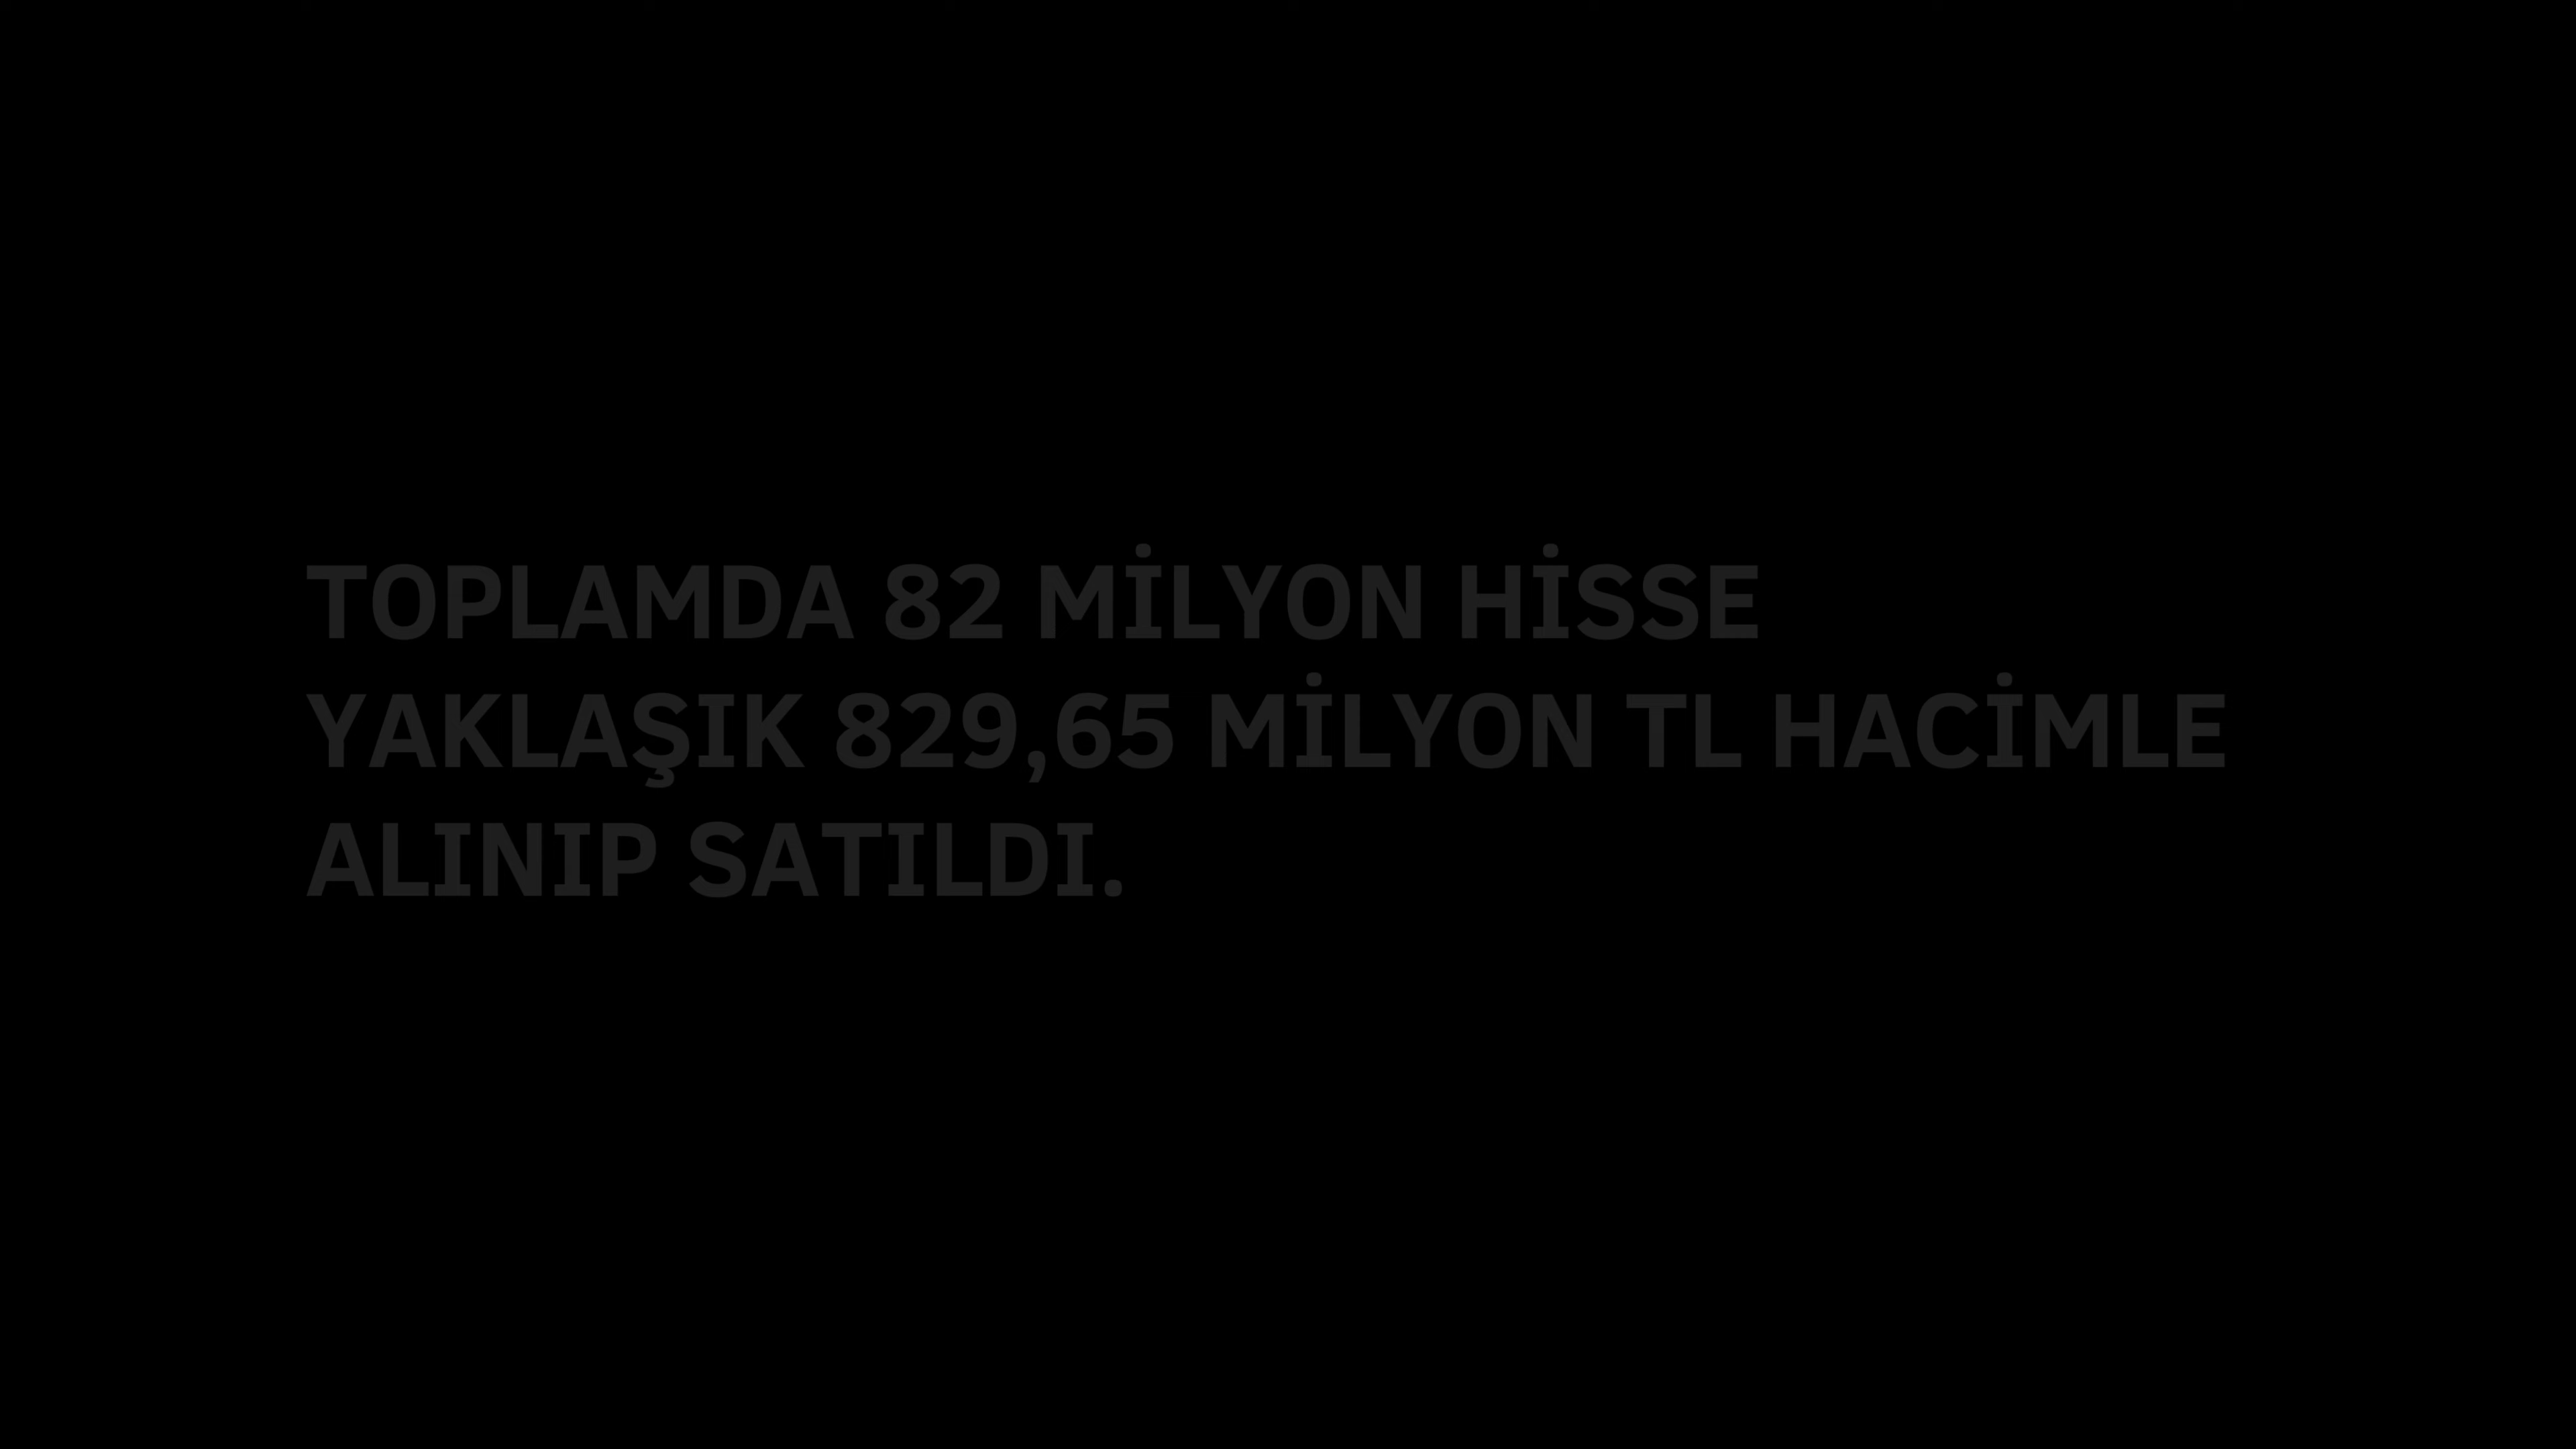 TOPLAMDA 82 MİLYON HİSSE
YAKLAŞIK 829,65 MİLYON TL HACİMLE
ALINIP SATILDI.